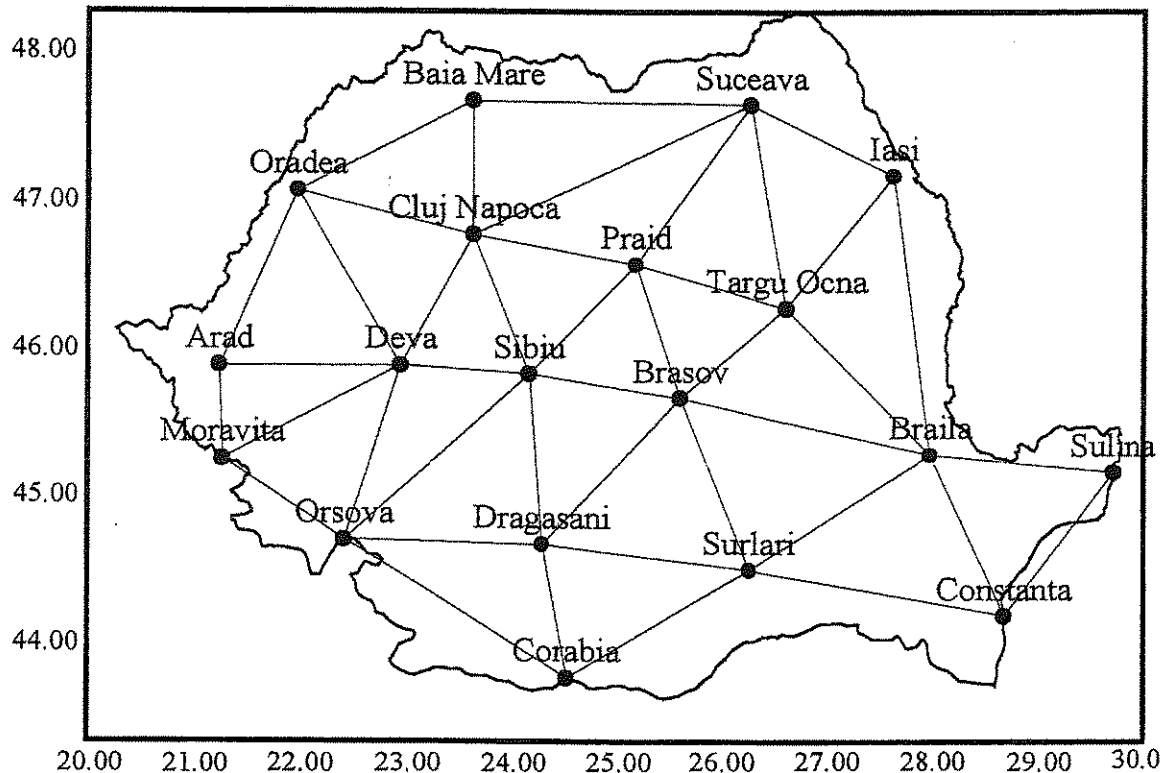 48.00
Baia Mare
Suceava
Oradea
Iasi
47.00
Cluj Napoca
Praid
Targu Ocna
46.00
Arad
Deva
Sibiu
Brasov
Moravita
Braila
Sulina
45.00
Orsova
Dragasani
Surlari
Constanta
44.00
Corabia
20.00 21.00 22.00 23.00 24.00 25.00 26.00 27.00 28.00 29.00 30.0